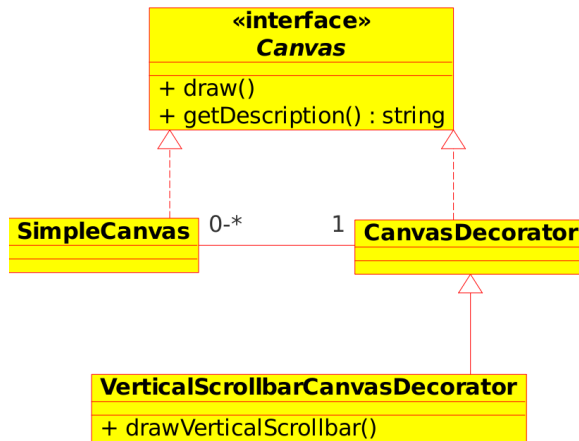 «interface»
Canvas
+ draw()
+ getDescription() : string
SimpleCanvas
0-*
1
CanvasDecorator
VerticalScrollbarCanvasDecorator
+ drawVerticalScrollbar()